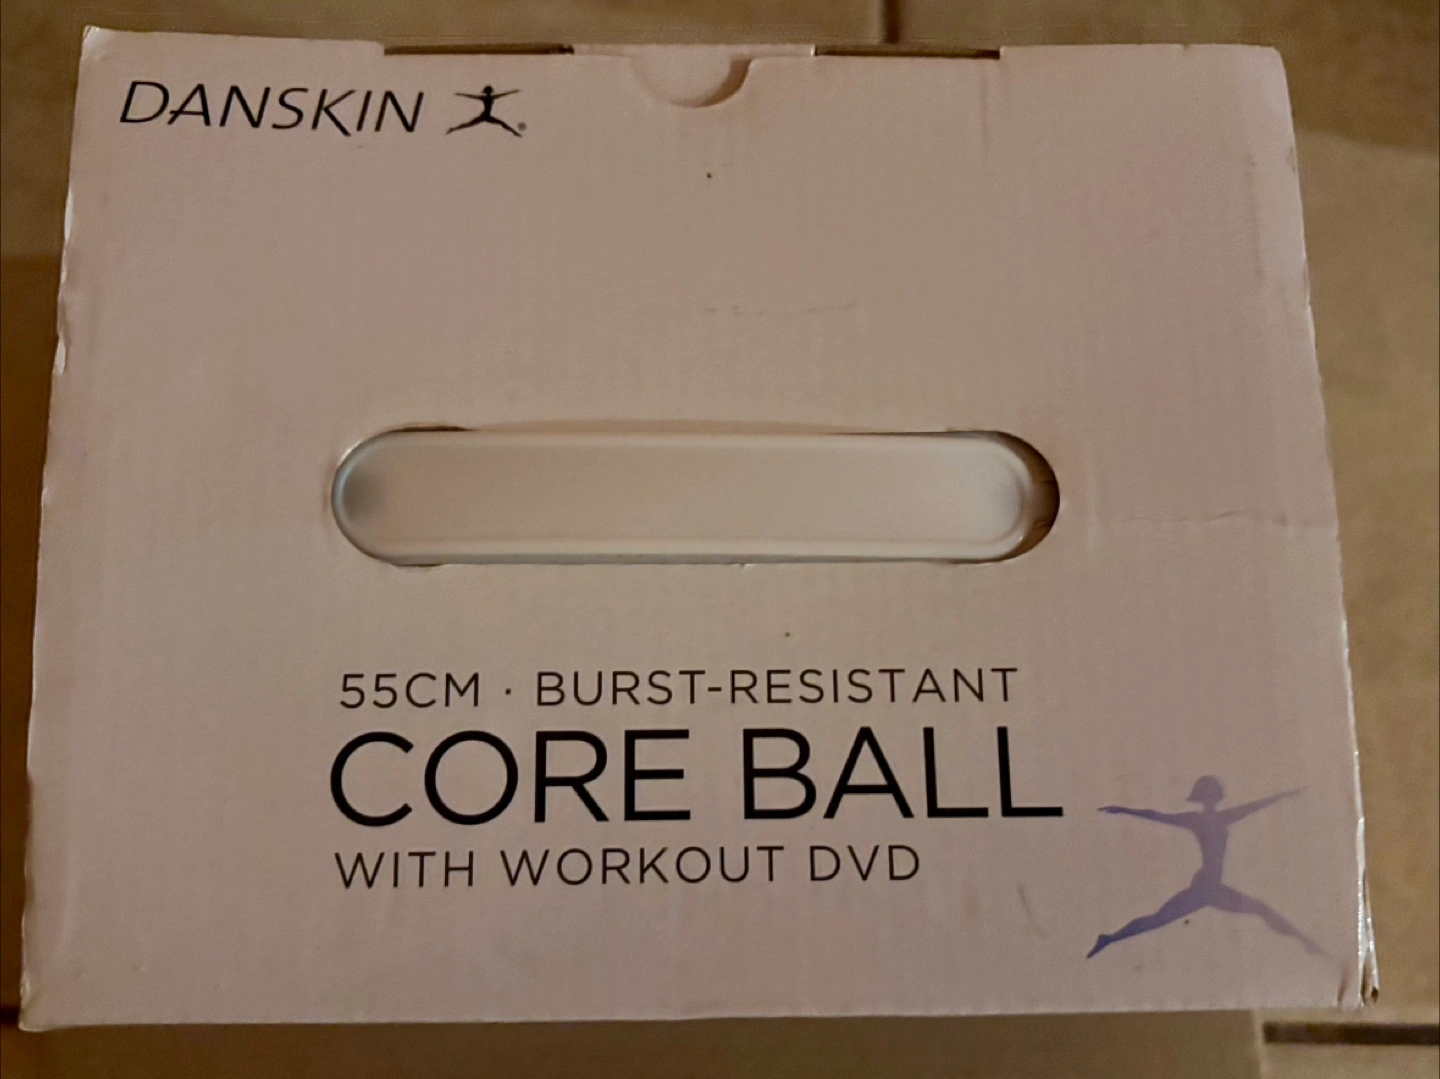 DANSKIN
55CM · BURST-RESISTANT
CORE BALL
WITH WORKOUT DVD